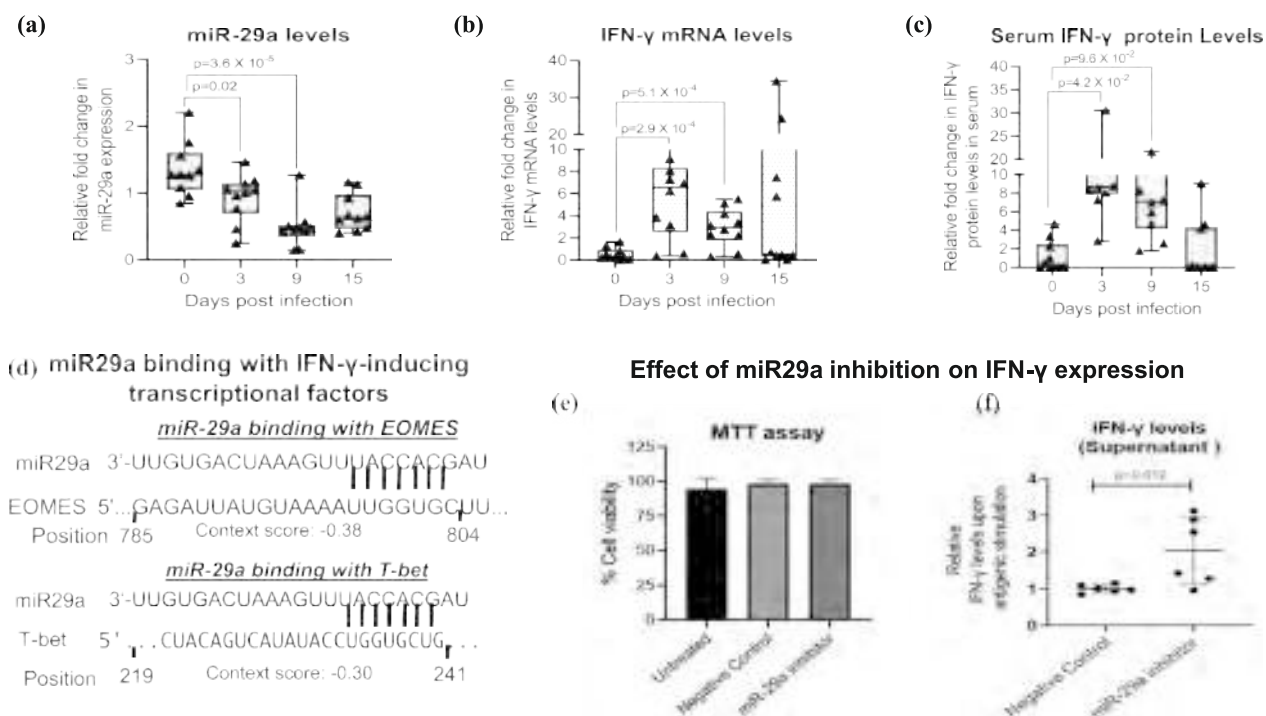 (a)
miR-29a levels
Relative fold change in
miR-29a expression
3
2
1
0
p=3.6 X 10⁻⁵
p=0.02
0 3 9 15
Days post infection
(b)
IFN-γ mRNA levels
Relative fold change in
IFN-γ mRNA levels
40
30
20
10
8
6
4
2
0
p=5.1 X 10⁻⁴
p=2.9 X 10⁻⁴
0 3 9 15
Days post infection
(c)
Serum IFN-γ protein Levels
Relative fold change in IFN-γ
protein levels in serum
40
35
30
25
20
15
10
8
6
4
2
0
p=9.6 X 10⁻²
p=4.2 X 10⁻²
0 3 9 15
Days post infection
(d) miR29a binding with IFN-γ-inducing
transcriptional factors
miR-29a binding with EOMES
miR29a 3'-UUGUGACUAAAGUUUACCACGAU
EOMES 5'...GAGAUUAUGUAAAAUUGGUGCUU...
Position 785 Context score: -0.38 804
miR-29a binding with T-bet
miR29a 3'-UUGUGACUAAAGUUUACCACGAU
T-bet 5' ...CUACAGUCAUAUACCUGGUGCUG...
Position 219 Context score: -0.30 241
Effect of miR29a inhibition on IFN-γ expression
(e)
MTT assay
% Cell viability
125
100
75
50
25
0
Untreated
Negative Control
miR-29a inhibitor
(f)
IFN-γ levels
(Supernatant )
Relative
IFN-γ levels upon
antigenic stimulation
4
3
2
1
0
Negative Control
miR-29a inhibitor